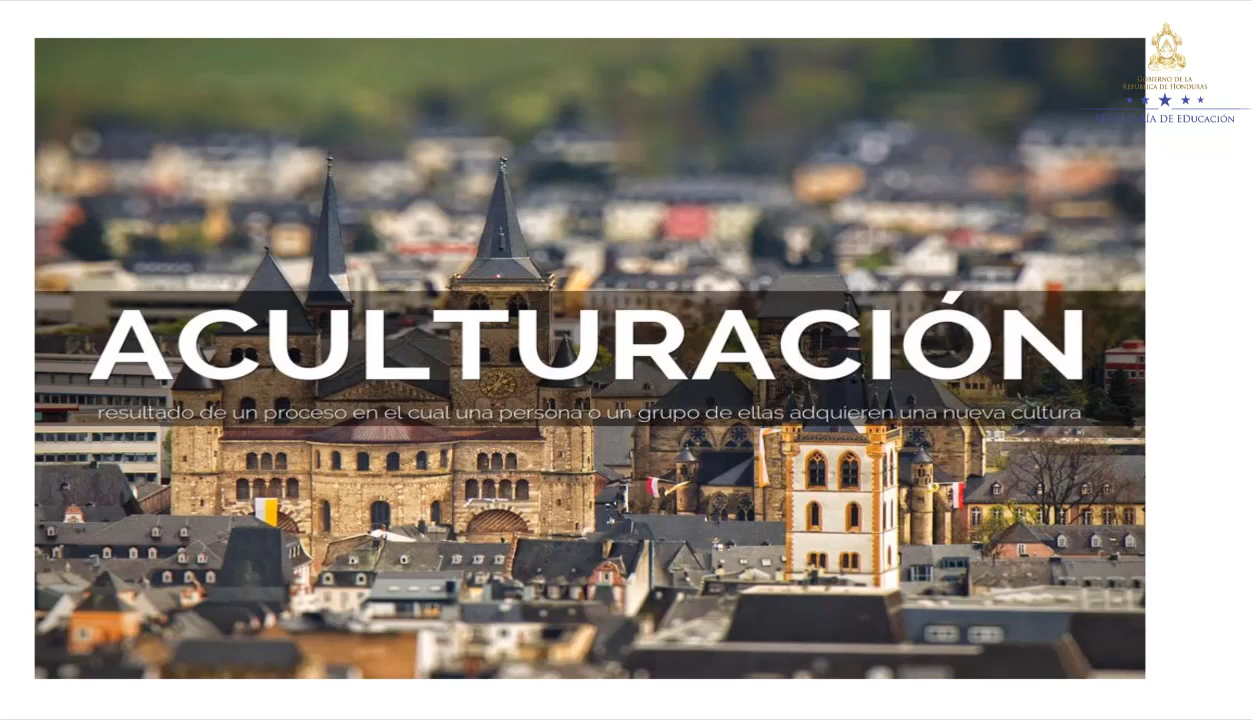 GOBIERNO DE LA
REPÚBLICA DE HONDURAS
SECRETARÍA DE EDUCACIÓN
ACULTURACIÓN
resultado de un proceso en el cual una persona o un grupo de ellas adquieren una nueva cultura